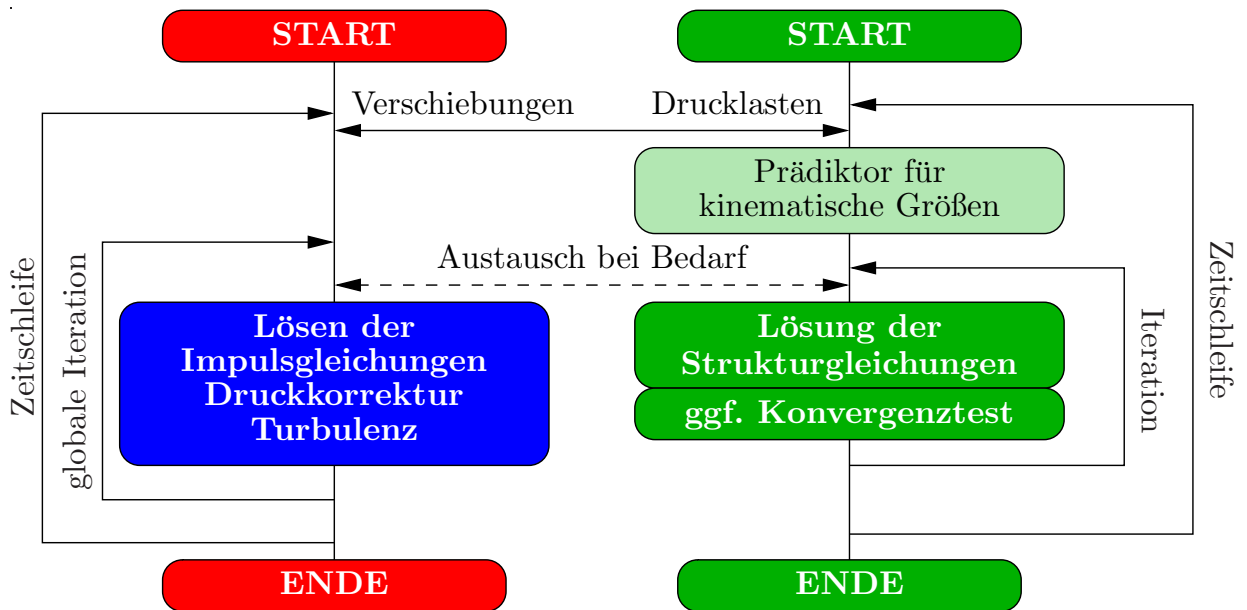 START
START
Verschiebungen
Drucklasten
Prädiktor für
kinematische Größen
Austausch bei Bedarf
Zeitschleife
globale Iteration
Lösen der
Impulsgleichungen
Druckkorrektur
Turbulenz
Lösung der
Strukturgleichungen
ggf. Konvergenztest
Iteration
Zeitschleife
ENDE
ENDE